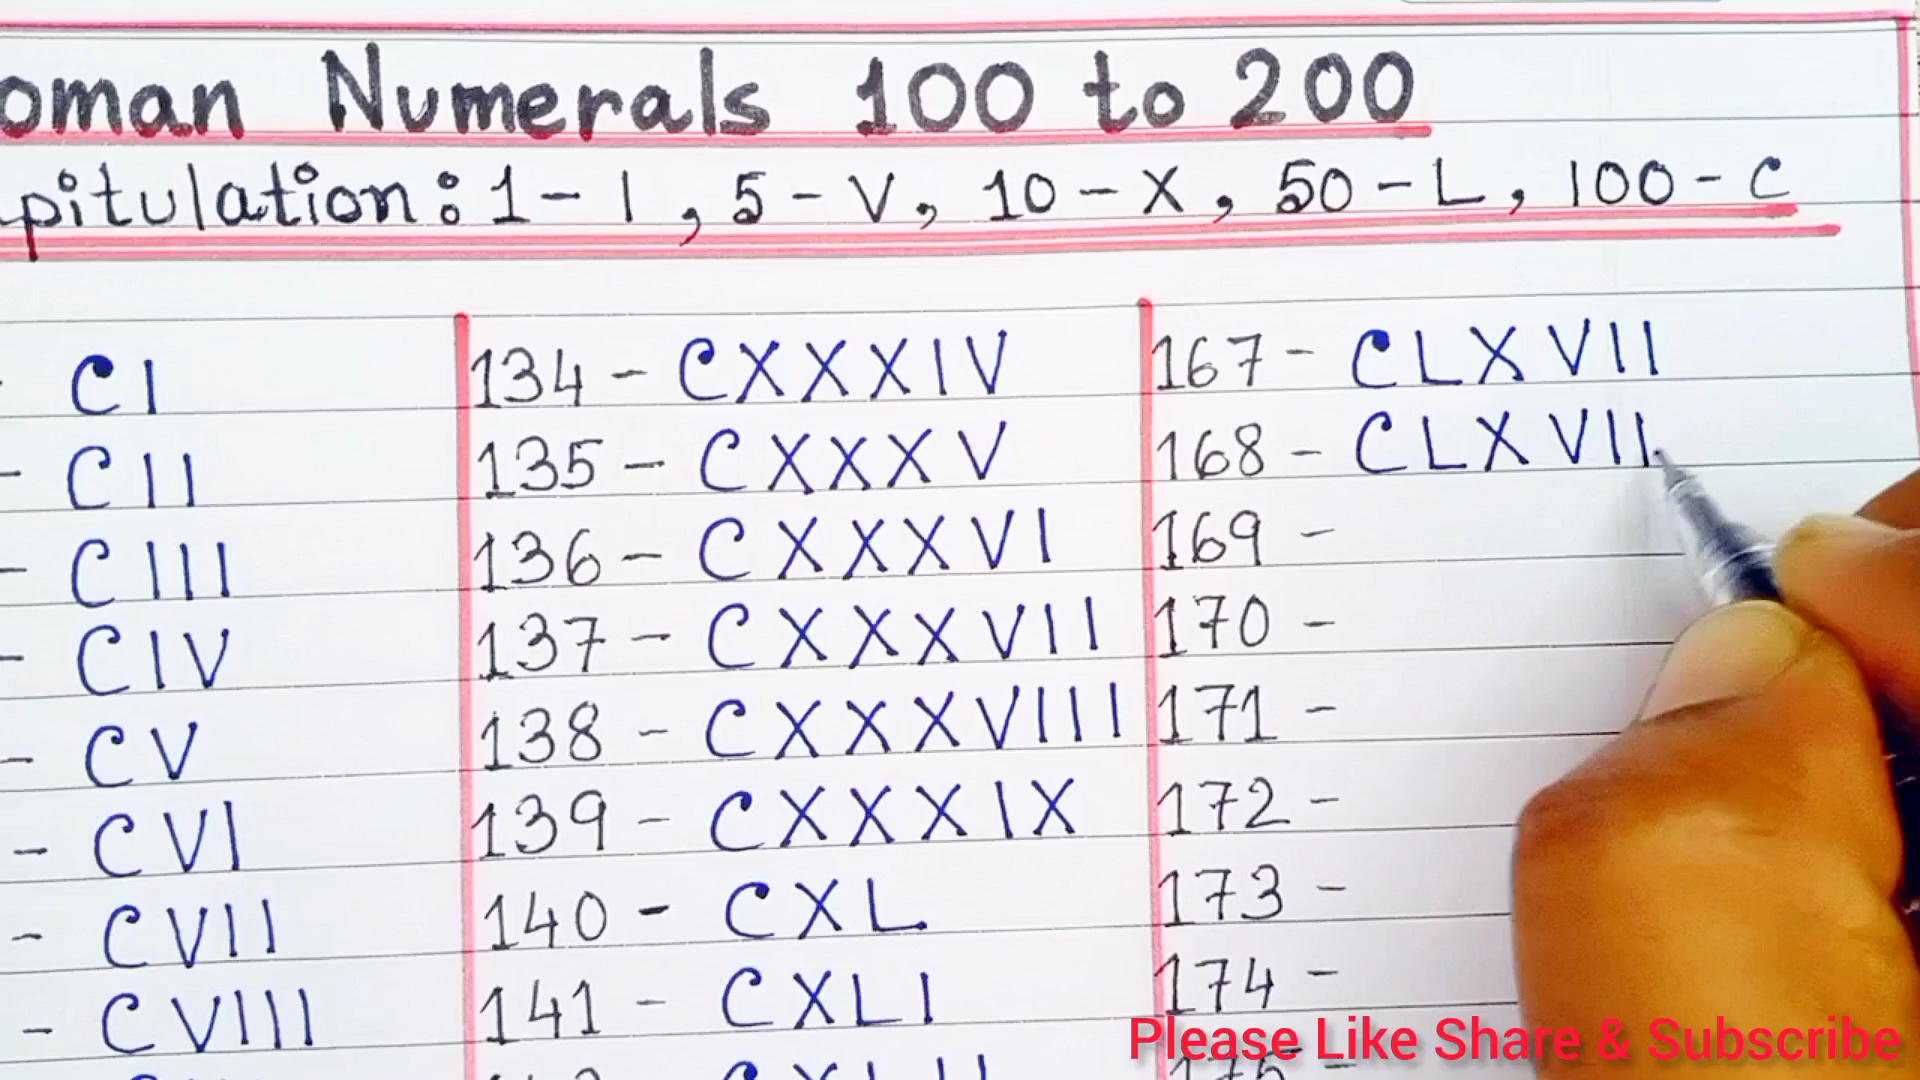 oman Numerals 100 to 200
pitulation: 1 - I, 5 - V, 10 - X, 50 - L, 100 - C
- CI
- CII
- CIII
- CIV
- CV
- CVI
- CVII
- CVIII
134 - CXXXIV
135 - CXXXV
136 - CXXXVI
137 - CXXXVII
138 - CXXXVIII
139 - CXXXIX
140 - CXL
141 - CXLI
167 - CLXVII
168 - CLXVII
169 -
170 -
171 -
172 -
173 -
174 -
175 -
Please Like Share & Subscribe